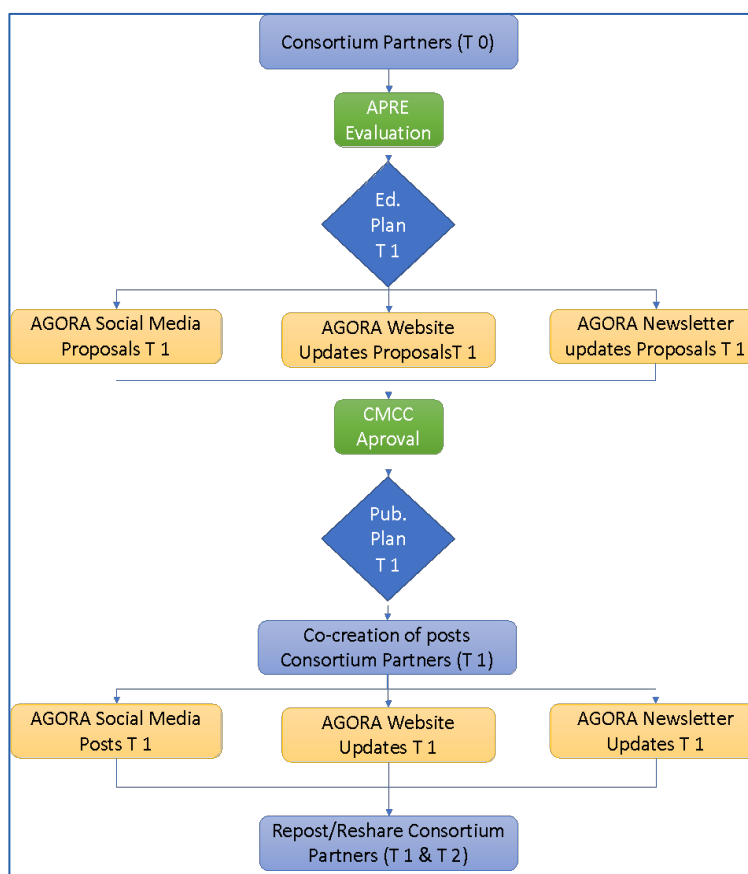 Consortium Partners (T 0)
APRE
Evaluation
Ed.
Plan
T 1
AGORA Social Media
Proposals T 1
AGORA Website
Updates ProposalsT 1
AGORA Newsletter
updates Proposals T 1
CMCC
Aproval
Pub.
Plan
T 1
Co-creation of posts
Consortium Partners (T 1)
AGORA Social Media
Posts T 1
AGORA Website
Updates T 1
AGORA Newsletter
Updates T 1
Repost/Reshare Consortium
Partners (T 1 & T 2)